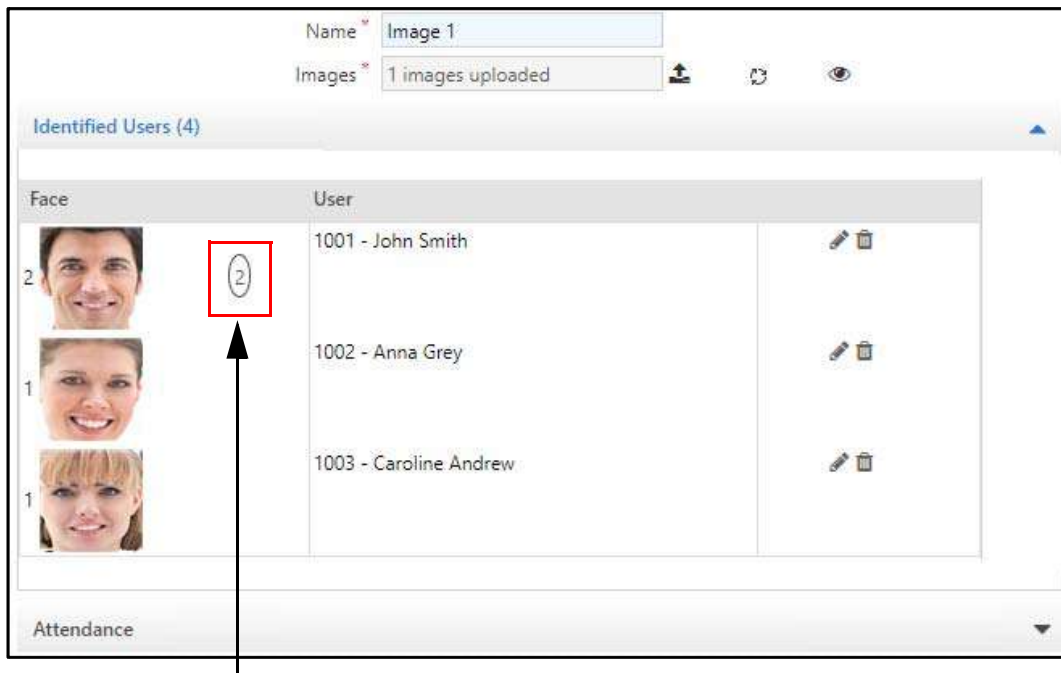 Name * Image 1
Images * 1 images uploaded
Identified Users (4)
Face User
2 2 1001 - John Smith
1 1002 - Anna Grey
1 1003 - Caroline Andrew
Attendance